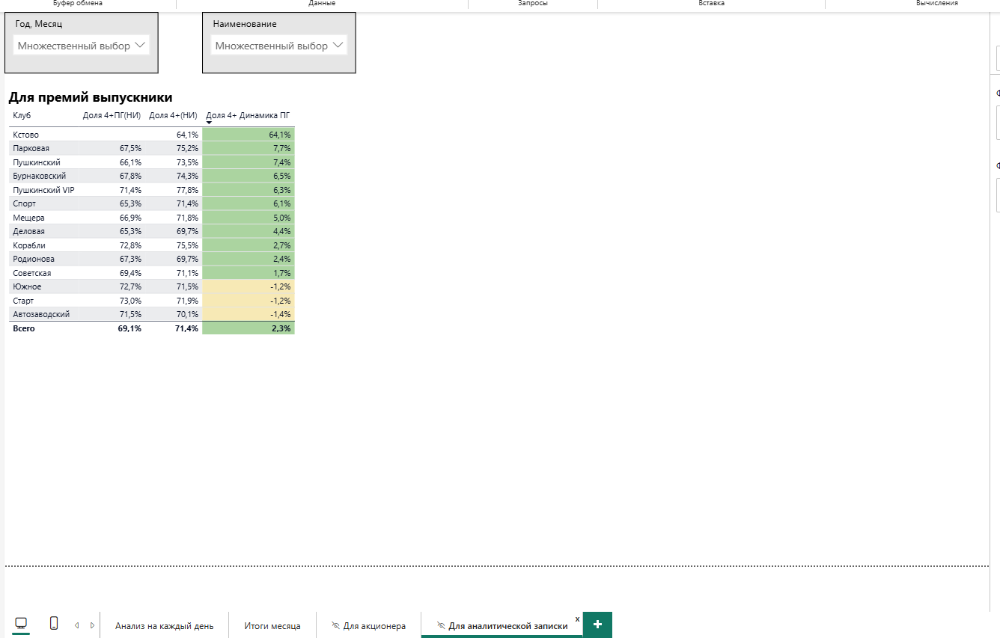 Буфер обмена Данные Запросы Вставка Вычисления
Год, Месяц Наименование
Множественный выбор Множественный выбор
Для премий выпускники
Клуб Доля 4+ПГ(НИ) Доля 4+(НИ) Доля 4+ Динамика ПГ
Кстово 64,1% 64,1%
Парковая 67,5% 75,2% 7,7%
Пушкинский 66,1% 73,5% 7,4%
Бурнаковский 67,8% 74,3% 6,5%
Пушкинский VIP 71,4% 77,8% 6,3%
Спорт 65,3% 71,4% 6,1%
Мещера 66,9% 71,8% 5,0%
Деловая 65,3% 69,7% 4,4%
Корабли 72,8% 75,5% 2,7%
Родионова 67,3% 69,7% 2,4%
Советская 69,4% 71,1% 1,7%
Южное 72,7% 71,5% -1,2%
Старт 73,0% 71,9% -1,2%
Автозаводский 71,5% 70,1% -1,4%
Всего 69,1% 71,4% 2,3%
Анализ на каждый день Итоги месяца Для акционера Для аналитической записки x +